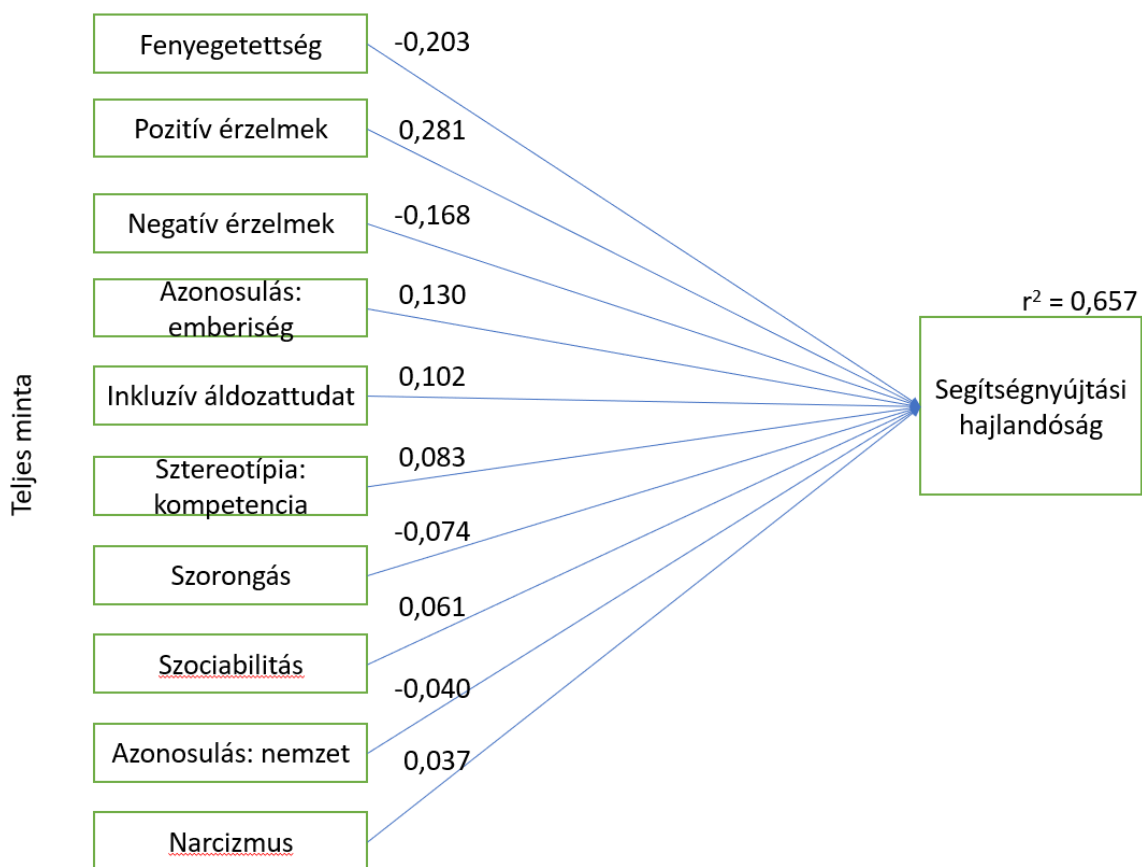 Teljes minta
Fenyegetettség
-0,203
Pozitív érzelmek
0,281
Negatív érzelmek
-0,168
Azonosulás:
emberiség
0,130
Inkluzív áldozattudat
0,102
Sztereotípia:
kompetencia
0,083
Szorongás
-0,074
Szociabilitás
0,061
Azonosulás: nemzet
-0,040
Narcizmus
0,037
r² = 0,657
Segítségnyújtási
hajlandóság